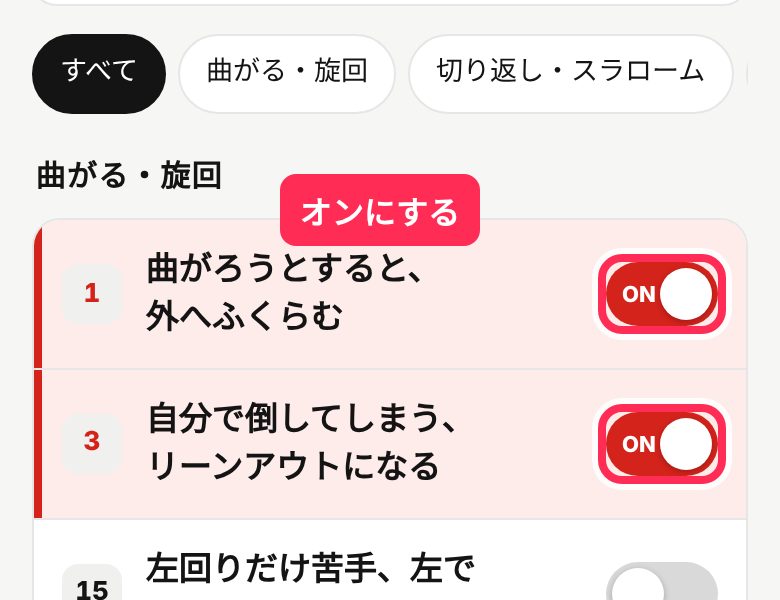 すべて
曲がる・旋回
切り返し・スラローム
曲がる・旋回
オンにする
1
曲がろうとすると、
外へふくらむ
ON
3
自分で倒してしまう、
リーンアウトになる
ON
15
左回りだけ苦手、左で